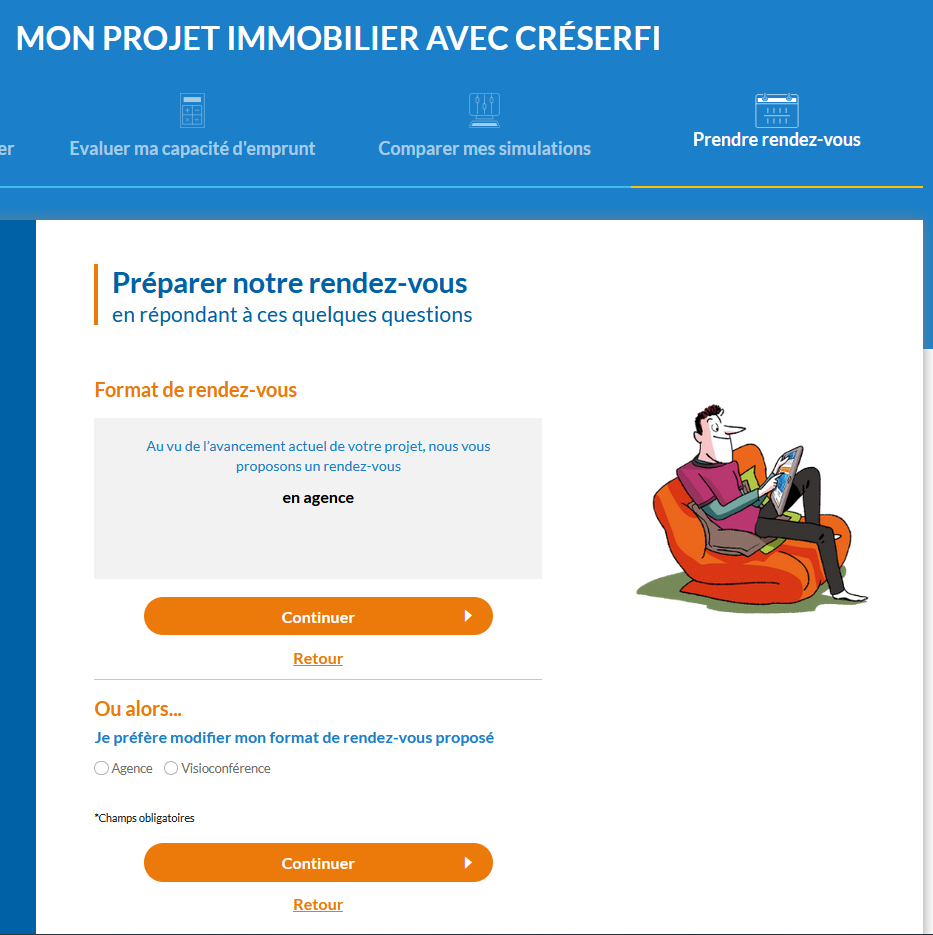 MON PROJET IMMOBILIER AVEC CRÉSERFI
er
Evaluer ma capacité d'emprunt
Comparer mes simulations
Prendre rendez-vous
Préparer notre rendez-vous
en répondant à ces quelques questions
Format de rendez-vous
Au vu de l'avancement actuel de votre projet, nous vous
proposons un rendez-vous
en agence
Continuer
Retour
Ou alors...
Je préfère modifier mon format de rendez-vous proposé
Agence Visioconférence
*Champs obligatoires
Continuer
Retour